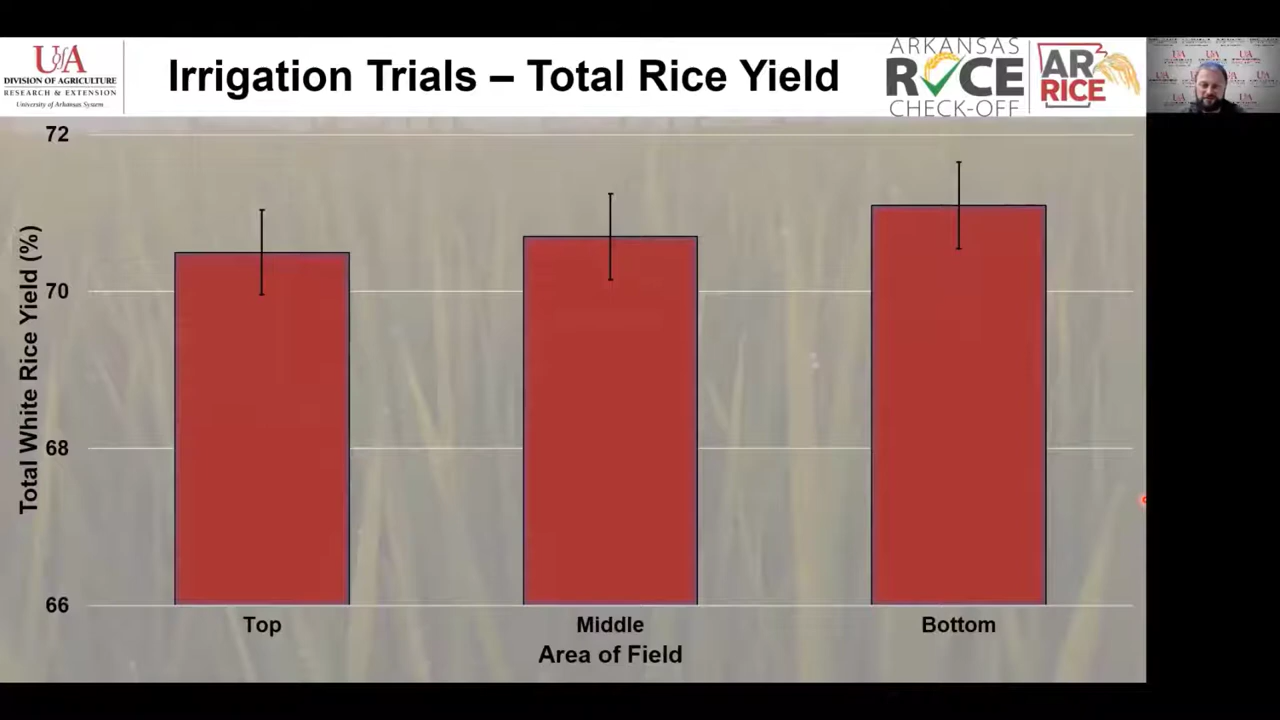 UofA
DIVISION OF AGRICULTURE
RESEARCH & EXTENSION
University of Arkansas System
Irrigation Trials – Total Rice Yield
ARKANSAS
RICE
CHECK-OFF
AR
RICE
72
70
68
66
Total White Rice Yield (%)
Top
Middle
Bottom
Area of Field